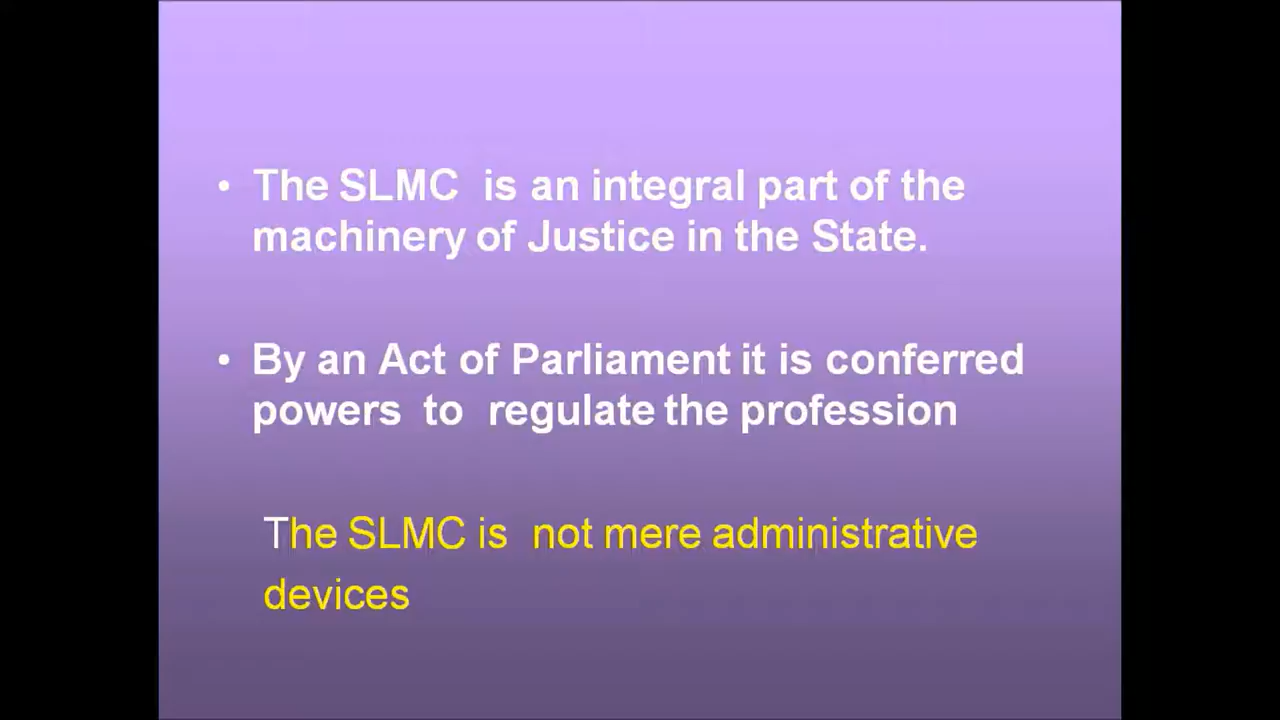 • The SLMC is an integral part of the
machinery of Justice in the State.
• By an Act of Parliament it is conferred
powers to regulate the profession
The SLMC is not mere administrative
devices